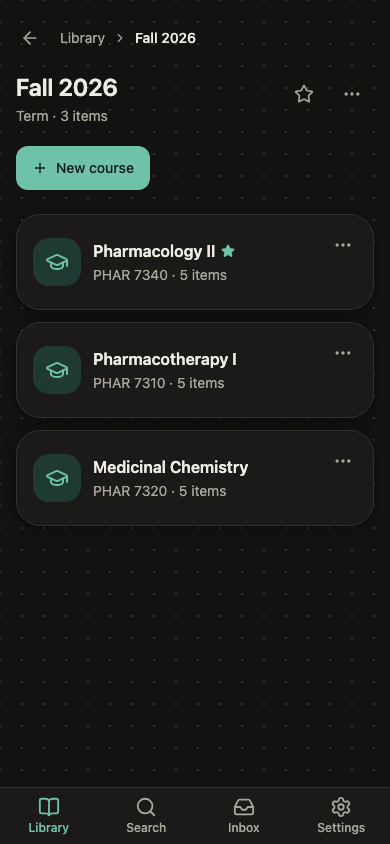 Library > Fall 2026
Fall 2026
Term · 3 items
+ New course
Pharmacology II
PHAR 7340 · 5 items
Pharmacotherapy I
PHAR 7310 · 5 items
Medicinal Chemistry
PHAR 7320 · 5 items
Library Search Inbox Settings